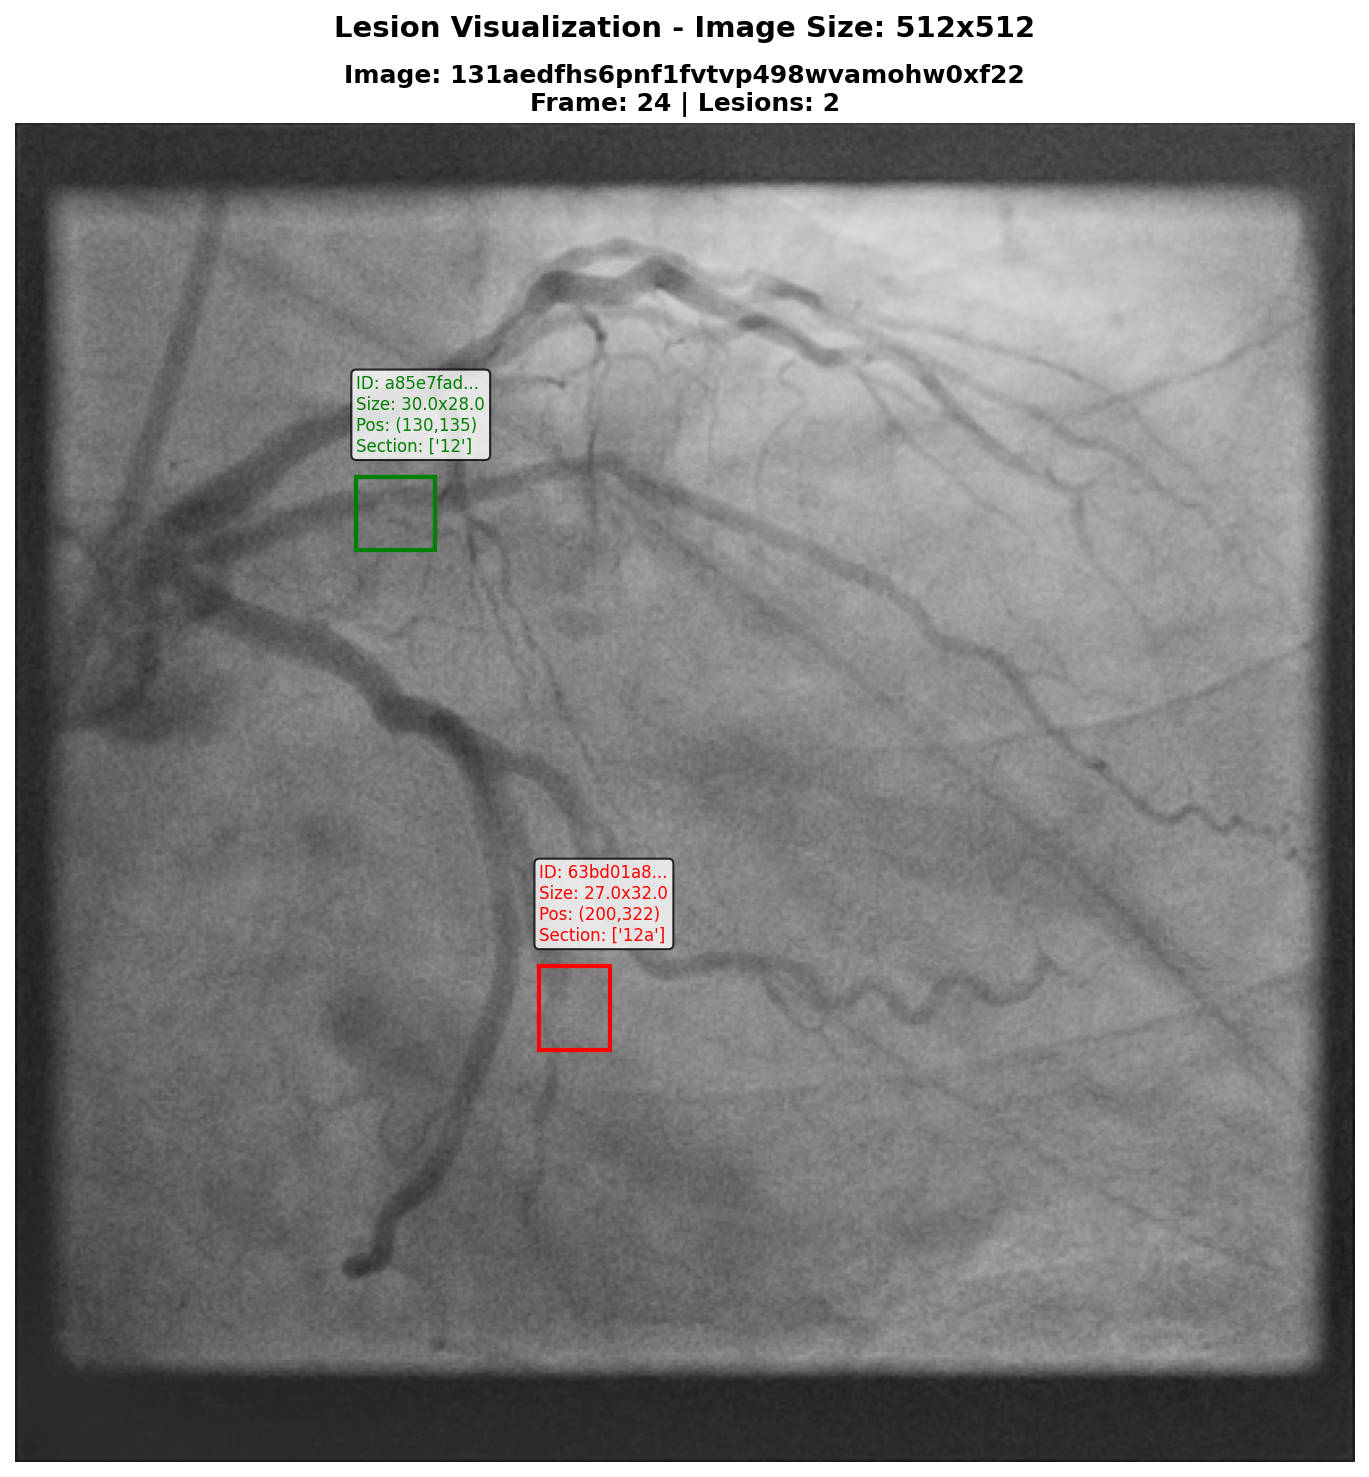 Lesion Visualization - Image Size: 512x512
Image: 131aedfhs6pnf1fvtvp498wvamohw0xf22
Frame: 24 | Lesions: 2
ID: a85e7fad...
Size: 30.0x28.0
Pos: (130,135)
Section: ['12']
ID: 63bd01a8...
Size: 27.0x32.0
Pos: (200,322)
Section: ['12a']